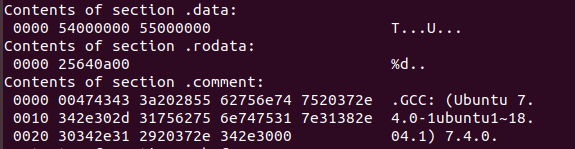 Contents of section .data:
 0000 54000000 55000000                    T...U...
Contents of section .rodata:
 0000 25640a00                             %d..
Contents of section .comment:
 0000 00474343 3a202855 62756e74 7520372e  .GCC: (Ubuntu 7.
 0010 342e302d 31756275 6e747531 7e31382e  4.0-1ubuntu1~18.
 0020 30342e31 2920372e 342e3000           04.1) 7.4.0.